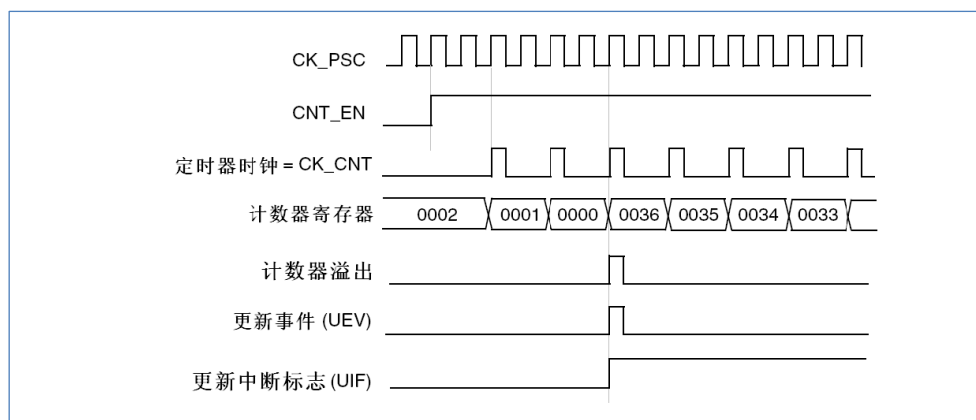 CK_PSC
CNT_EN
定时器时钟 = CK_CNT
计数器寄存器 0002 0001 0000 0036 0035 0034 0033
计数器溢出
更新事件 (UEV)
更新中断标志 (UIF)